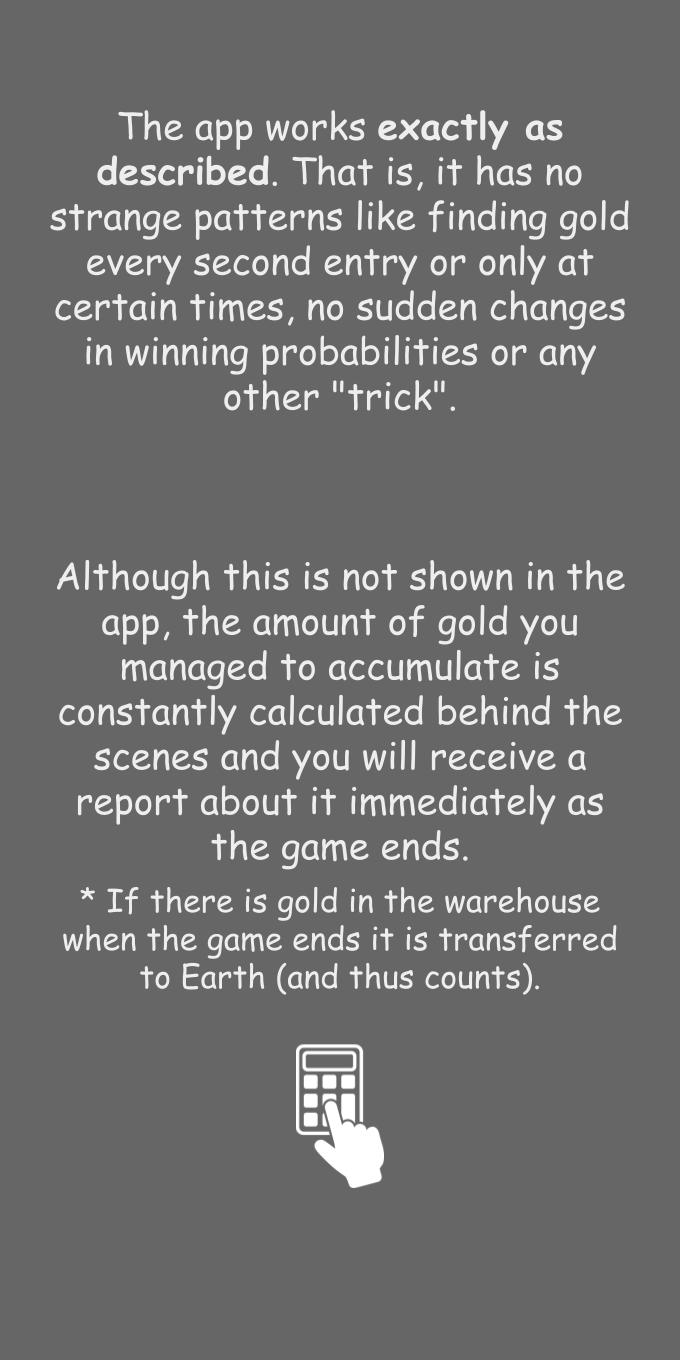 The app works exactly as
described. That is, it has no
strange patterns like finding gold
every second entry or only at
certain times, no sudden changes
in winning probabilities or any
other "trick".
Although this is not shown in the
app, the amount of gold you
managed to accumulate is
constantly calculated behind the
scenes and you will receive a
report about it immediately as
the game ends.
* If there is gold in the warehouse
when the game ends it is transferred
to Earth (and thus counts).